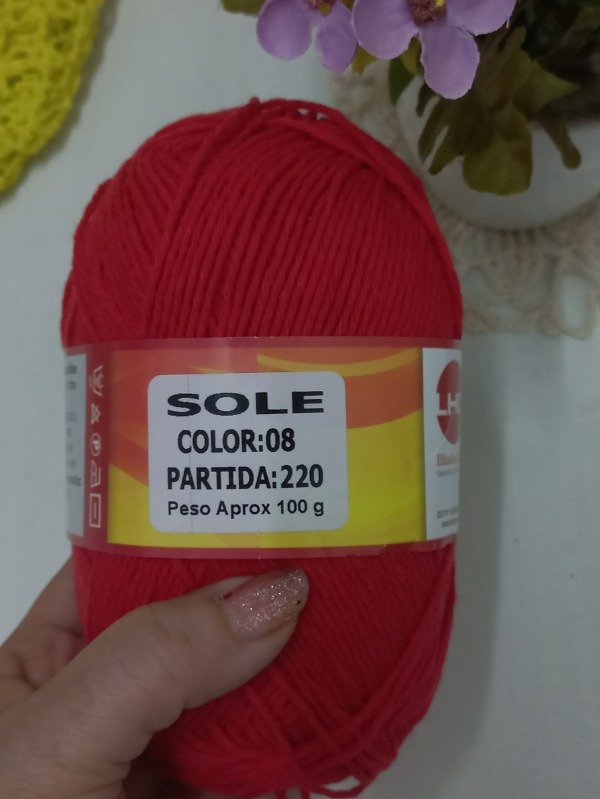 SOLE
COLOR:08
PARTIDA:220
Peso Aprox 100 g